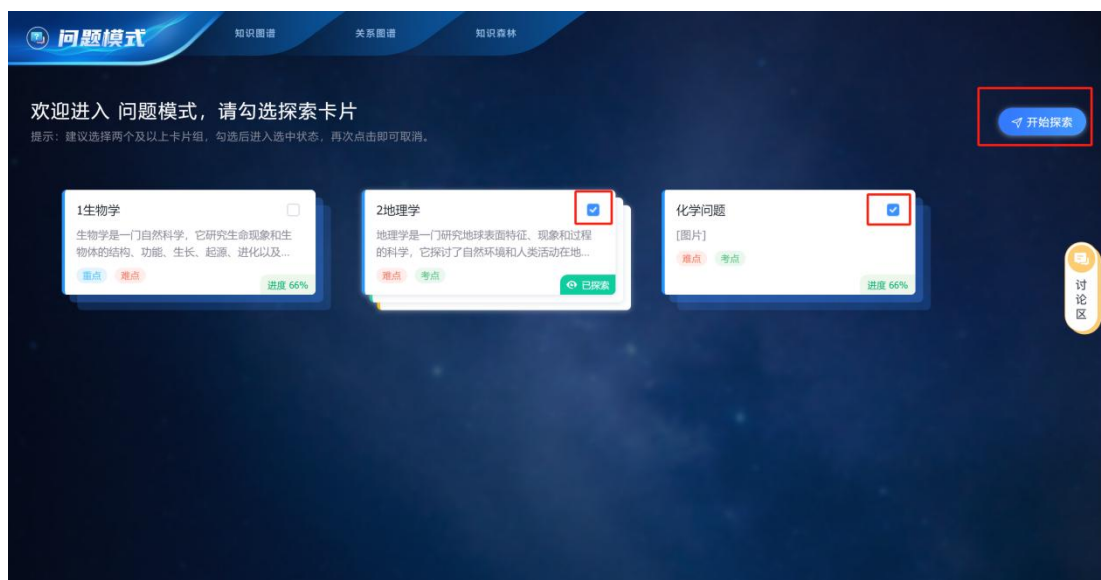 问题模式
知识图谱
关系图谱
知识森林
欢迎进入 问题模式，请勾选探索卡片
提示：建议选择两个及以上卡片组，勾选后进入选中状态，再次点击即可取消。
开始探索
1生物学
生物学是一门自然科学，它研究生命现象和生
物体的结构、功能、生长、起源、进化以及...
重点 难点
进度 66%
2地理学
地理学是一门研究地球表面特征、现象和过程
的科学，它探讨了自然环境和人类活动在地...
难点 考点
已探索
化学问题
[图片]
难点 考点
进度 66%
讨
论
区